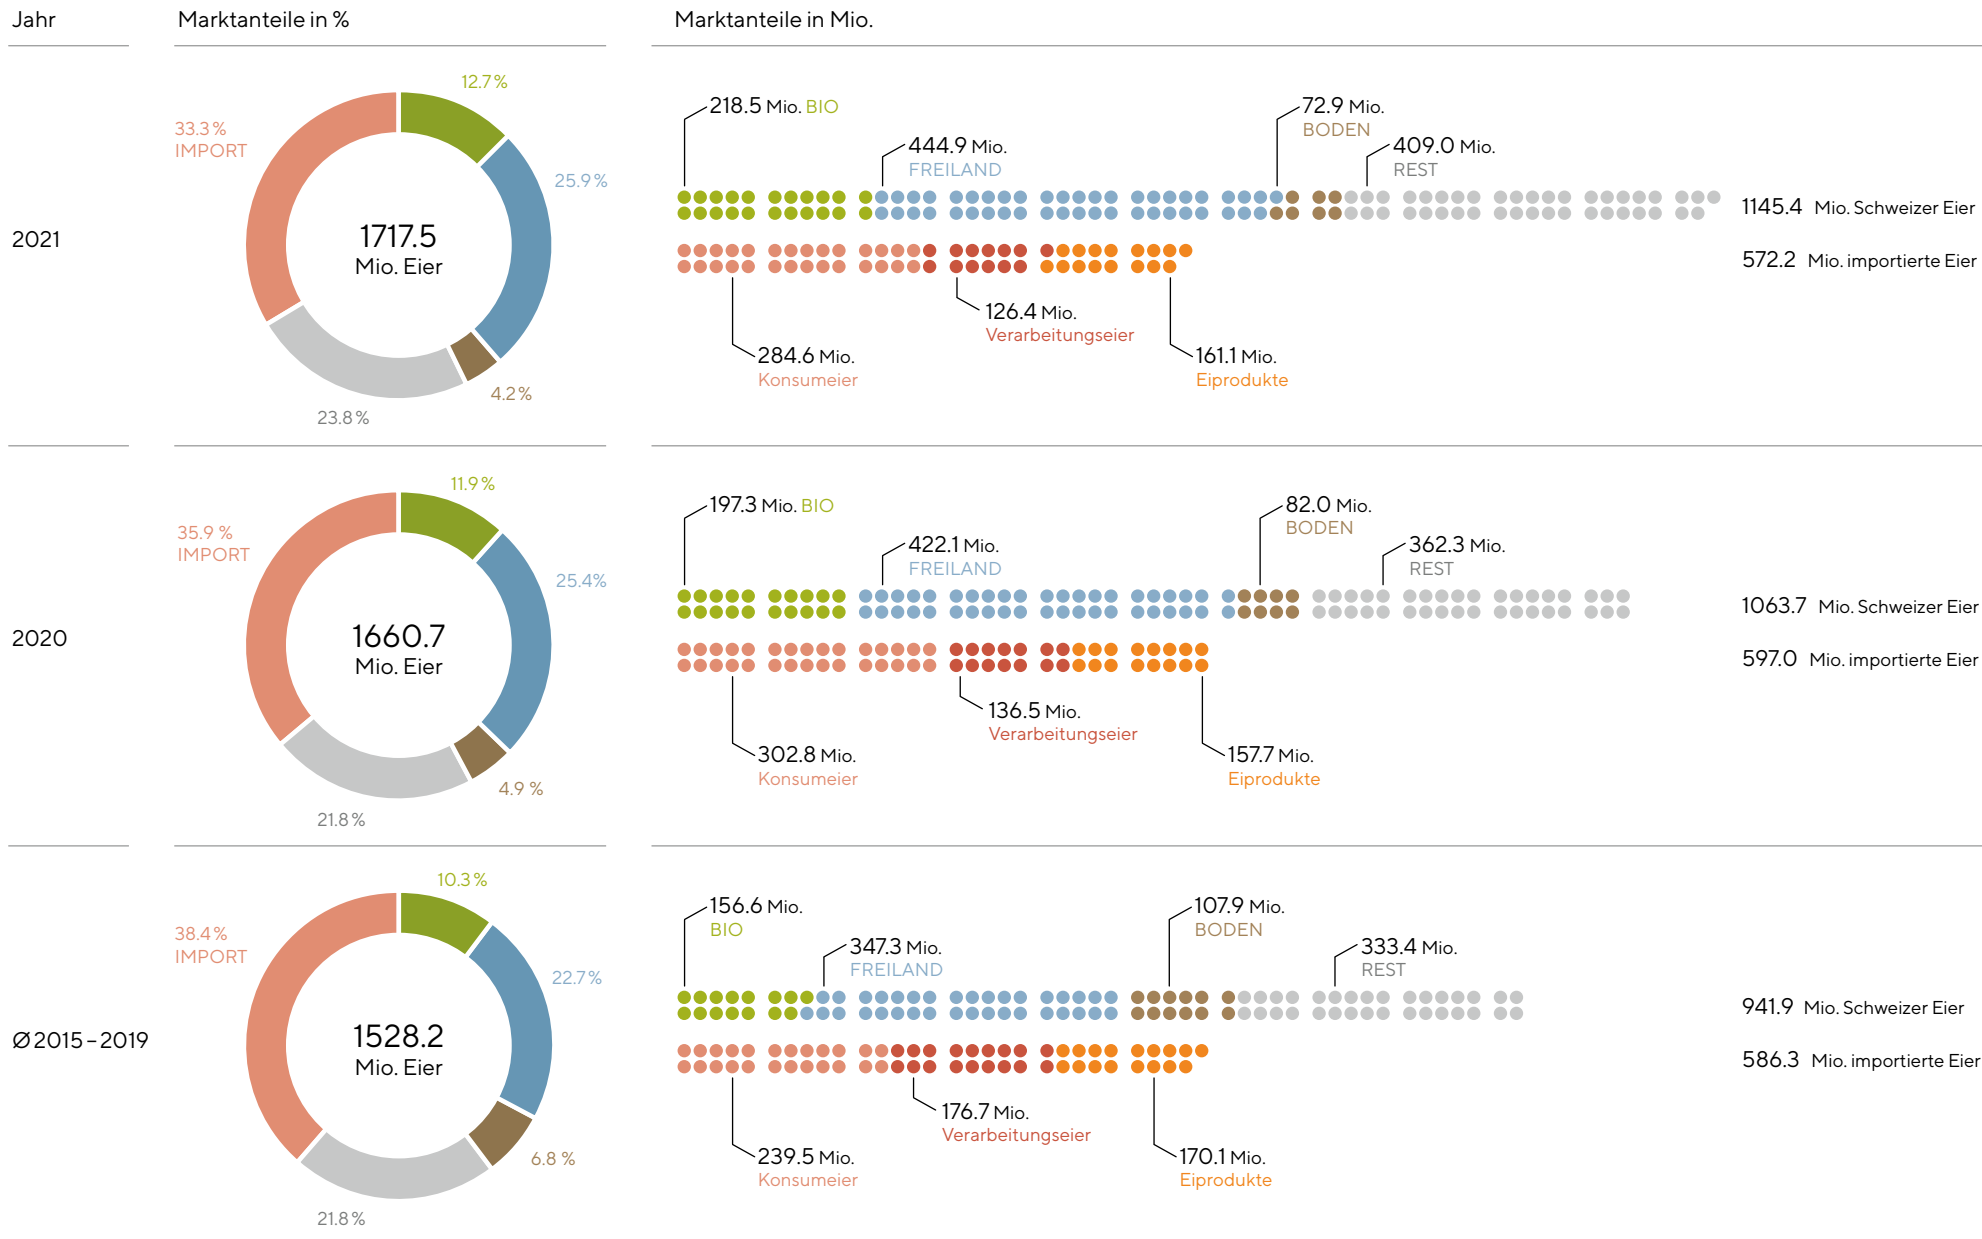 Jahr
Marktanteile in %
Marktanteile in Mio.
2021
12.7 %
33.3 %
IMPORT
25.9 %
1717.5
Mio. Eier
4.2 %
23.8 %
218.5 Mio. BIO
72.9 Mio.
BODEN
444.9 Mio.
FREILAND
409.0 Mio.
REST
1145.4 Mio. Schweizer Eier
572.2 Mio. importierte Eier
126.4 Mio.
Verarbeitungseier
284.6 Mio.
Konsumeier
161.1 Mio.
Eiprodukte
2020
11.9 %
35.9 %
IMPORT
25.4%
1660.7
Mio. Eier
4.9 %
21.8 %
197.3 Mio. BIO
82.0 Mio.
BODEN
422.1 Mio.
FREILAND
362.3 Mio.
REST
1063.7 Mio. Schweizer Eier
597.0 Mio. importierte Eier
136.5 Mio.
Verarbeitungseier
302.8 Mio.
Konsumeier
157.7 Mio.
Eiprodukte
Ø 2015 – 2019
10.3 %
38.4 %
IMPORT
22.7 %
1528.2
Mio. Eier
6.8 %
21.8 %
156.6 Mio.
BIO
107.9 Mio.
BODEN
347.3 Mio.
FREILAND
333.4 Mio.
REST
941.9 Mio. Schweizer Eier
586.3 Mio. importierte Eier
176.7 Mio.
Verarbeitungseier
239.5 Mio.
Konsumeier
170.1 Mio.
Eiprodukte